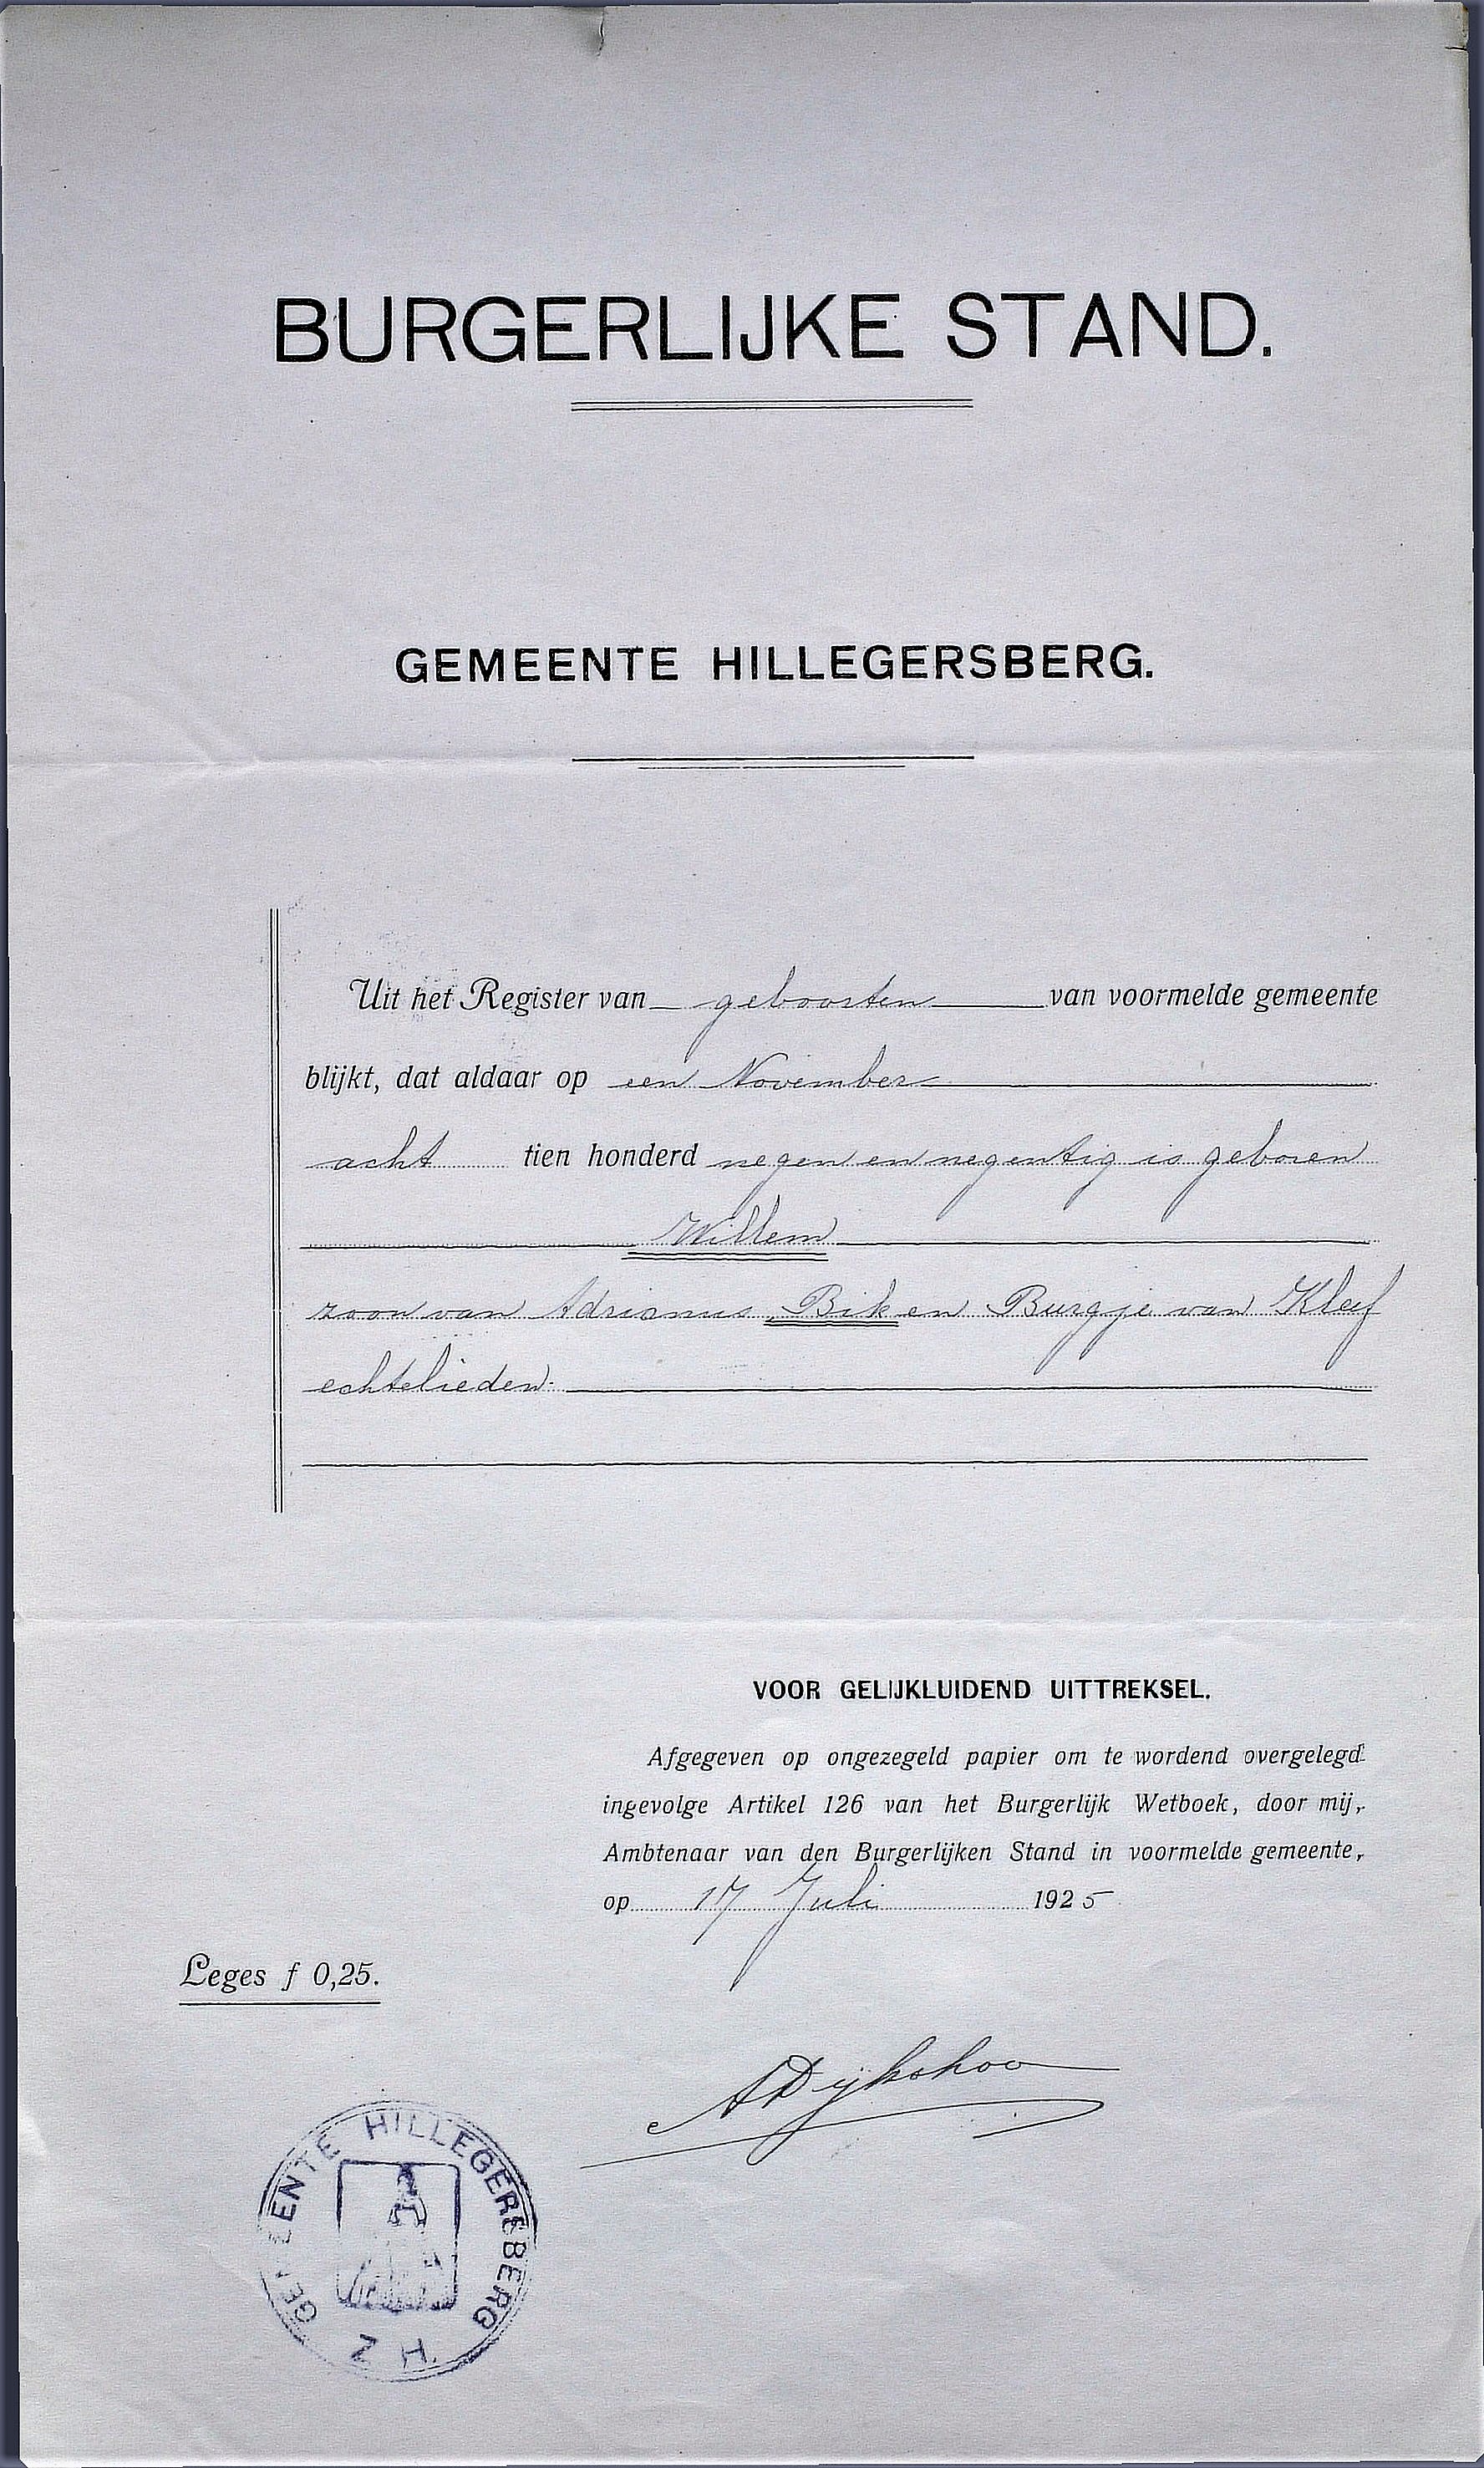 BURGERLIJKE STAND.
GEMEENTE HILLEGERSBERG.
Uit het Register van geboorten van voormelde gemeente
blijkt, dat aldaar op een November
acht tien honderd negen en negentig is geboren
Willem
zoon van Adrianus Bik en Burgje van Kleef
echtelieden.
VOOR GELIJKLUIDEND UITTREKSEL.
Afgegeven op ongezegeld papier om te wordend overgelegd
ingevolge Artikel 126 van het Burgerlijk Wetboek, door mij,
Ambtenaar van den Burgerlijken Stand in voormelde gemeente,
op 17 Juli 1925
Leges f 0,25.
ADijkshoo
GEMEENTE HILLEGERSBERG
Z H.